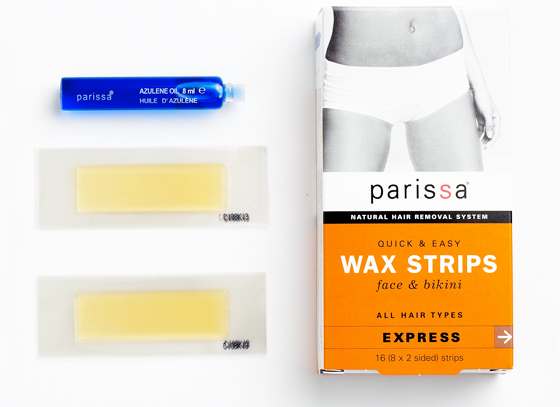 parissa®
AZULENE OIL 8 ml ℮
HUILE D'AZULÈNE
parissa®
NATURAL HAIR REMOVAL SYSTEM
QUICK & EASY
WAX STRIPS
face & bikini
ALL HAIR TYPES
EXPRESS
16 (8 x 2 sided) strips